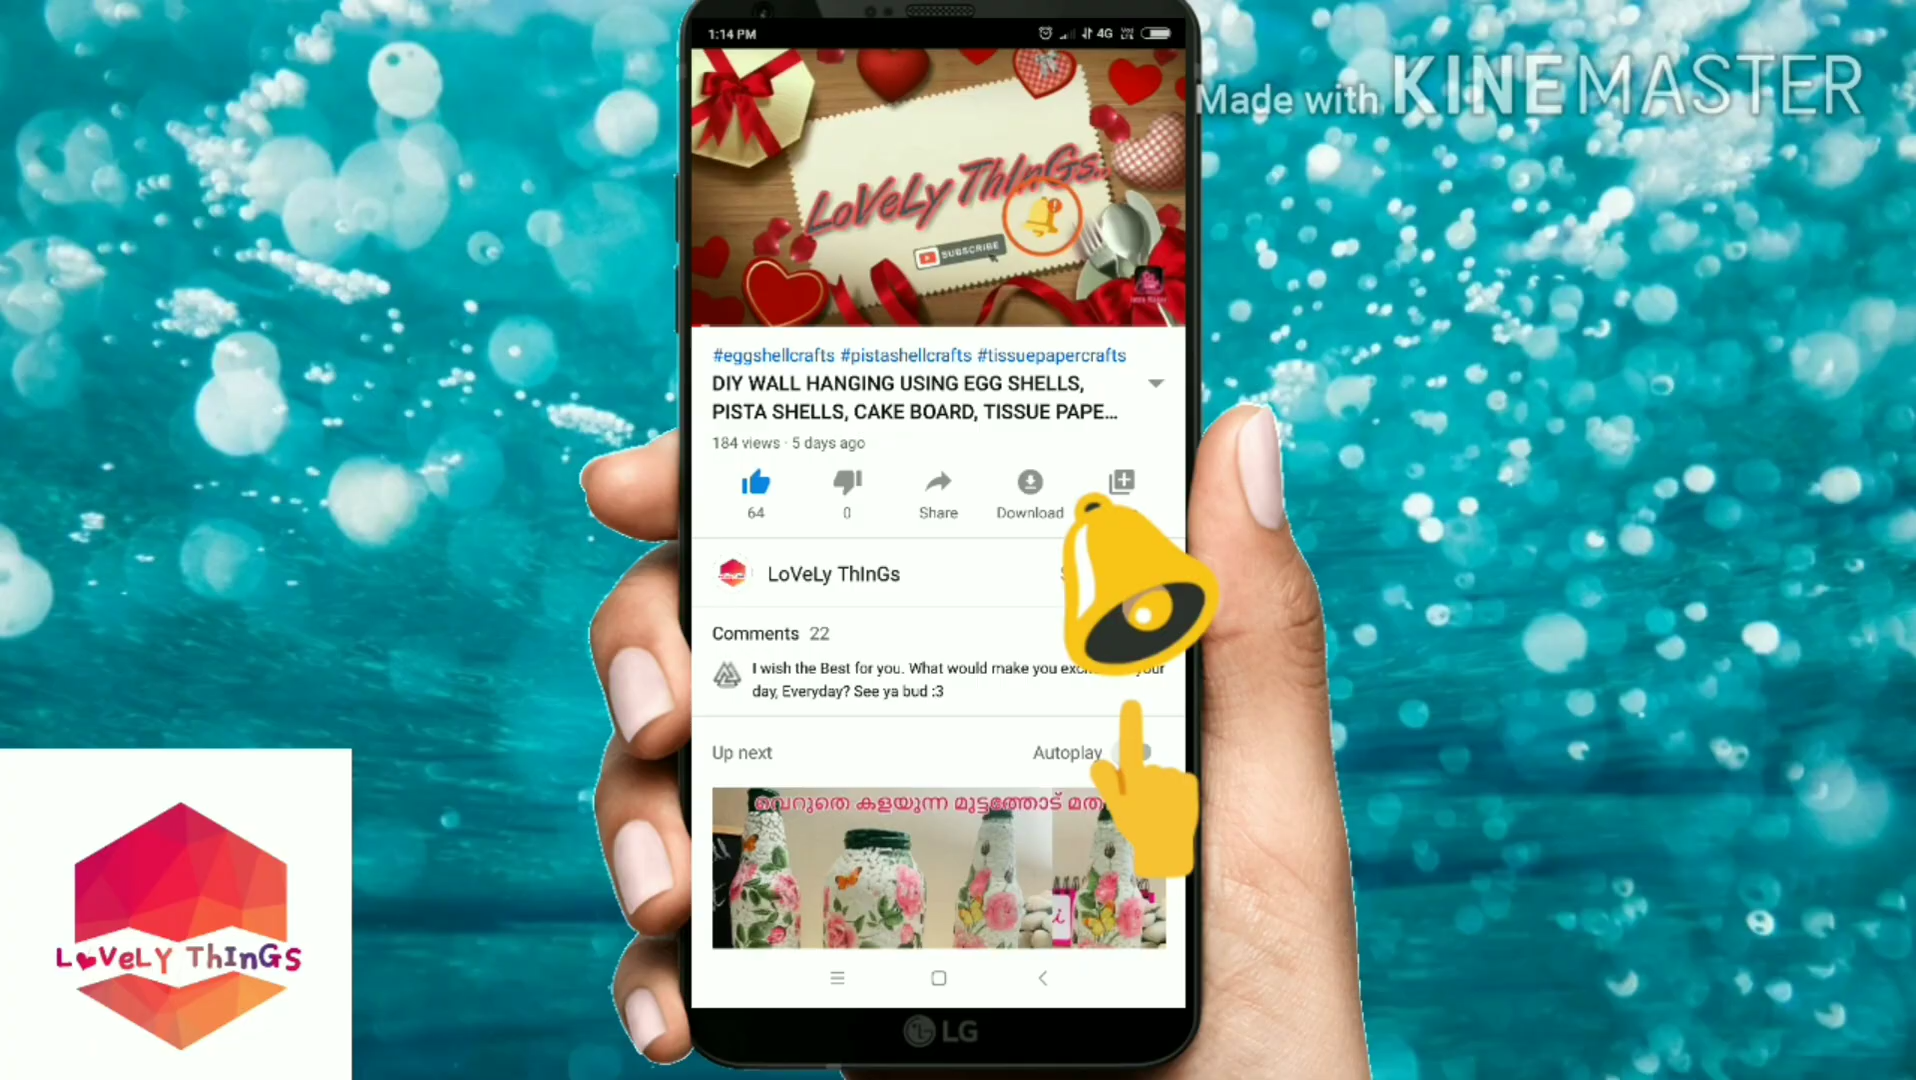 1:14 PM
4G
Made with KINEMASTER
LoVeLy ThInGs..
SUBSCRIBE
#eggshellcrafts #pistashellcrafts #tissuepapercrafts
DIY WALL HANGING USING EGG SHELLS,
PISTA SHELLS, CAKE BOARD, TISSUE PAPE...
184 views · 5 days ago
64
0
Share
Download
LoVeLy ThInGs
Comments 22
I wish the Best for you. What would make you
day, Everyday? See ya bud :3
Up next
Autoplay
വെറുതെ കളയുന്ന മുട്ടത്തോട് മതി
LoVeLY ThInGS
LG